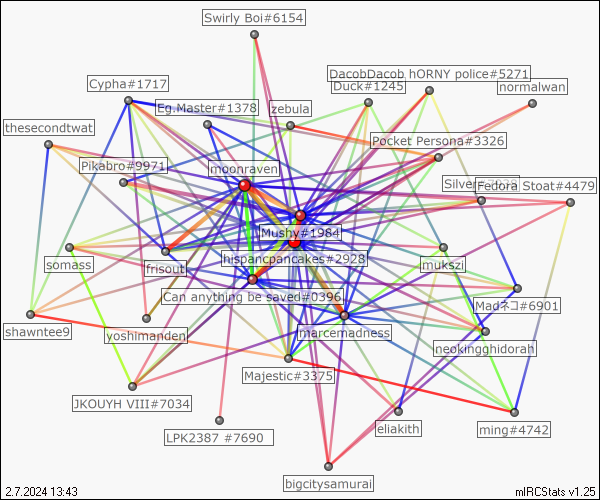 Swirly Boi#6154
DacobDacob hORNY police#5271
Cypha#1717
Duck#1245
normalwan
Eg.Master#1378
zebula
thesecondtwat
Pocket Persona#3326
Pikabro#9971
moonraven
Fedora Stoat#4479
Mushy#1984
somass
frisout
hispancpancakes#2928
mukszi
Can anything be saved#0396
Madネコ#6901
shawntee9
yoshimanden
marcemadness
neokingghidorah
Majestic#3375
JKOUYH VIII#7034
LPK2387 #7690
eliakith
ming#4742
bigcitysamurai
2.7.2024 13:43
mIRCStats v1.25